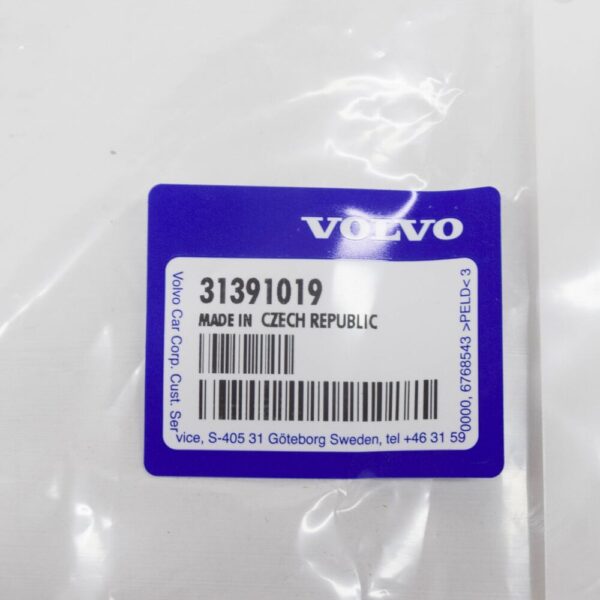 VOLVO
31391019
MADE IN CZECH REPUBLIC
Volvo Car Corp. Cust. Ser
vice, S-405 31 Göteborg Sweden, tel +46 31 59
0000, 6768543 >PELD< 3